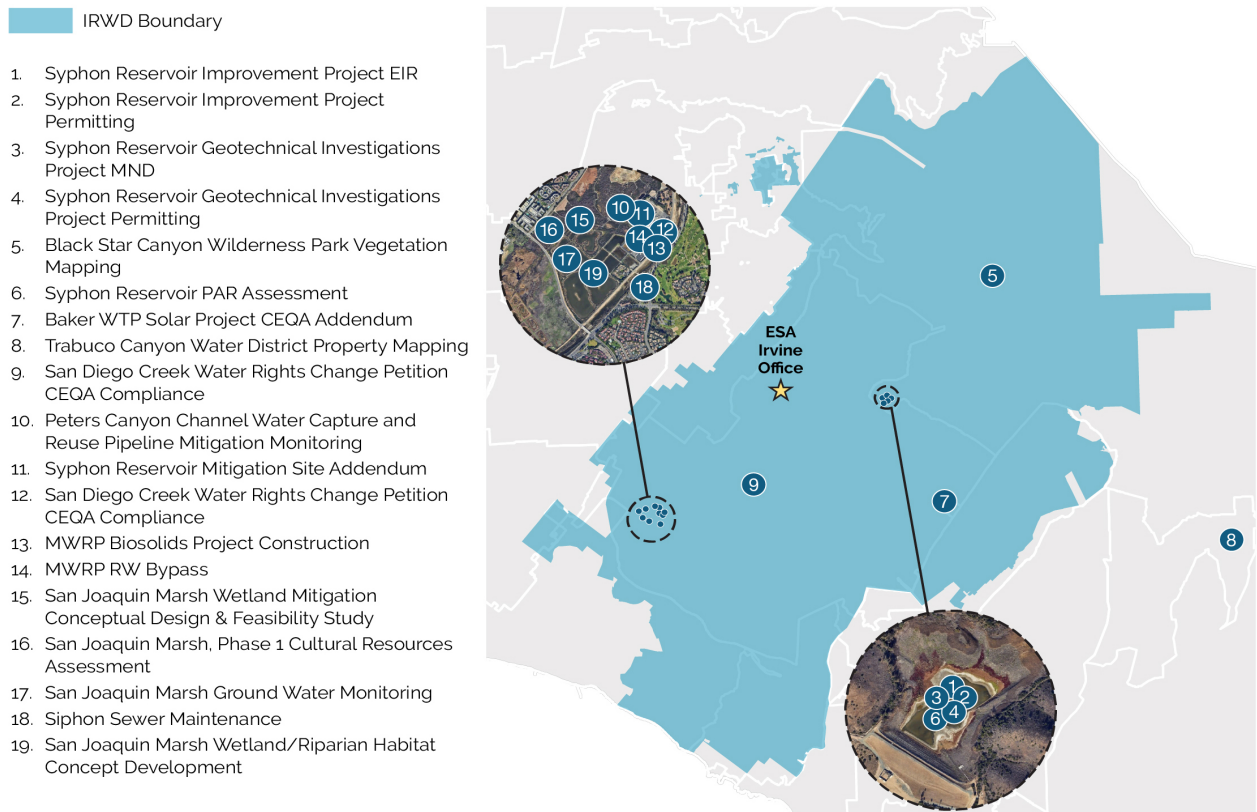 IRWD Boundary
1. Syphon Reservoir Improvement Project EIR
2. Syphon Reservoir Improvement Project
Permitting
3. Syphon Reservoir Geotechnical Investigations
Project MND
4. Syphon Reservoir Geotechnical Investigations
Project Permitting
5. Black Star Canyon Wilderness Park Vegetation
Mapping
6. Syphon Reservoir PAR Assessment
7. Baker WTP Solar Project CEQA Addendum
8. Trabuco Canyon Water District Property Mapping
9. San Diego Creek Water Rights Change Petition
CEQA Compliance
10. Peters Canyon Channel Water Capture and
Reuse Pipeline Mitigation Monitoring
11. Syphon Reservoir Mitigation Site Addendum
12. San Diego Creek Water Rights Change Petition
CEQA Compliance
13. MWRP Biosolids Project Construction
14. MWRP RW Bypass
15. San Joaquin Marsh Wetland Mitigation
Conceptual Design & Feasibility Study
16. San Joaquin Marsh, Phase 1 Cultural Resources
Assessment
17. San Joaquin Marsh Ground Water Monitoring
18. Siphon Sewer Maintenance
19. San Joaquin Marsh Wetland/Riparian Habitat
Concept Development
10
11
15
16
12
14
13
17
19
18
5
ESA
Irvine
Office
9
7
8
1
3
2
4
6